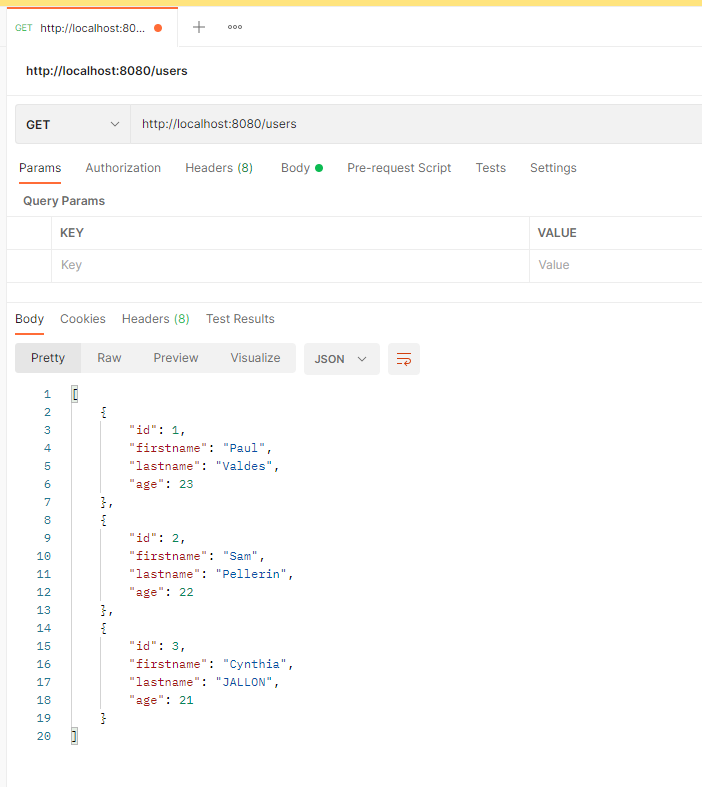 GET http://localhost:80...
http://localhost:8080/users
GET http://localhost:8080/users
Params Authorization Headers (8) Body Pre-request Script Tests Settings
Query Params
KEY VALUE
Key Value
Body Cookies Headers (8) Test Results
Pretty Raw Preview Visualize JSON
1 [
2 {
3 "id": 1,
4 "firstname": "Paul",
5 "lastname": "Valdes",
6 "age": 23
7 },
8 {
9 "id": 2,
10 "firstname": "Sam",
11 "lastname": "Pellerin",
12 "age": 22
13 },
14 {
15 "id": 3,
16 "firstname": "Cynthia",
17 "lastname": "JALLON",
18 "age": 21
19 }
20 ]